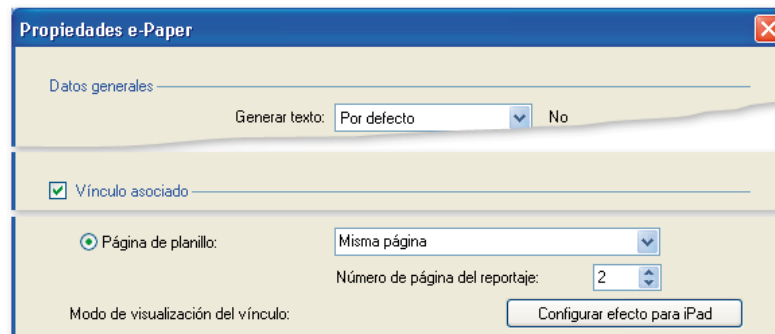 Propiedades e-Paper
Datos generales
Generar texto: Por defecto No
Vínculo asociado
Página de planillo: Misma página
Número de página del reportaje: 2
Modo de visualización del vínculo: Configurar efecto para iPad